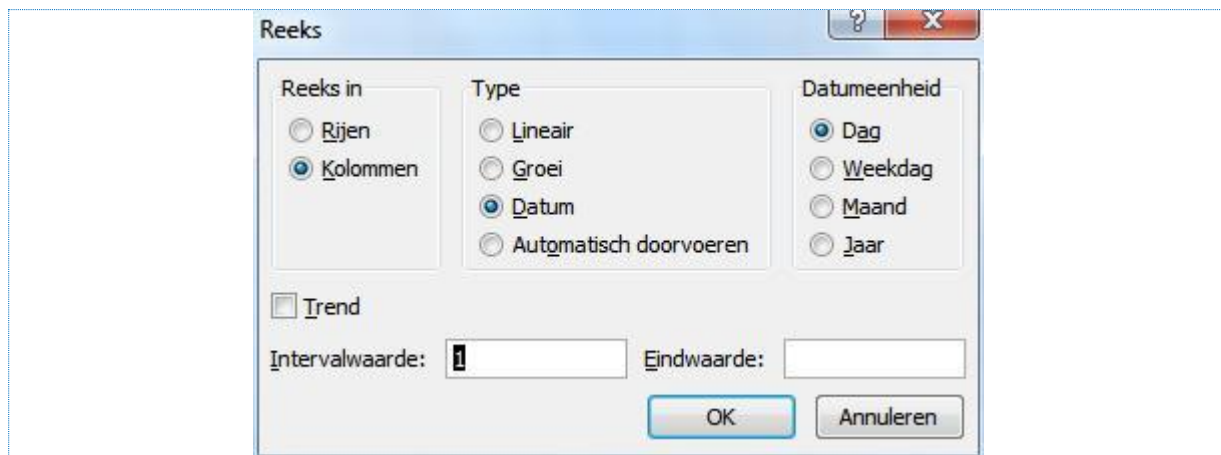 Reeks
Reeks in
Rijen
Kolommen
Type
Lineair
Groei
Datum
Automatisch doorvoeren
Datumeenheid
Dag
Weekdag
Maand
Jaar
Trend
Intervalwaarde: 1
Eindwaarde:
OK
Annuleren